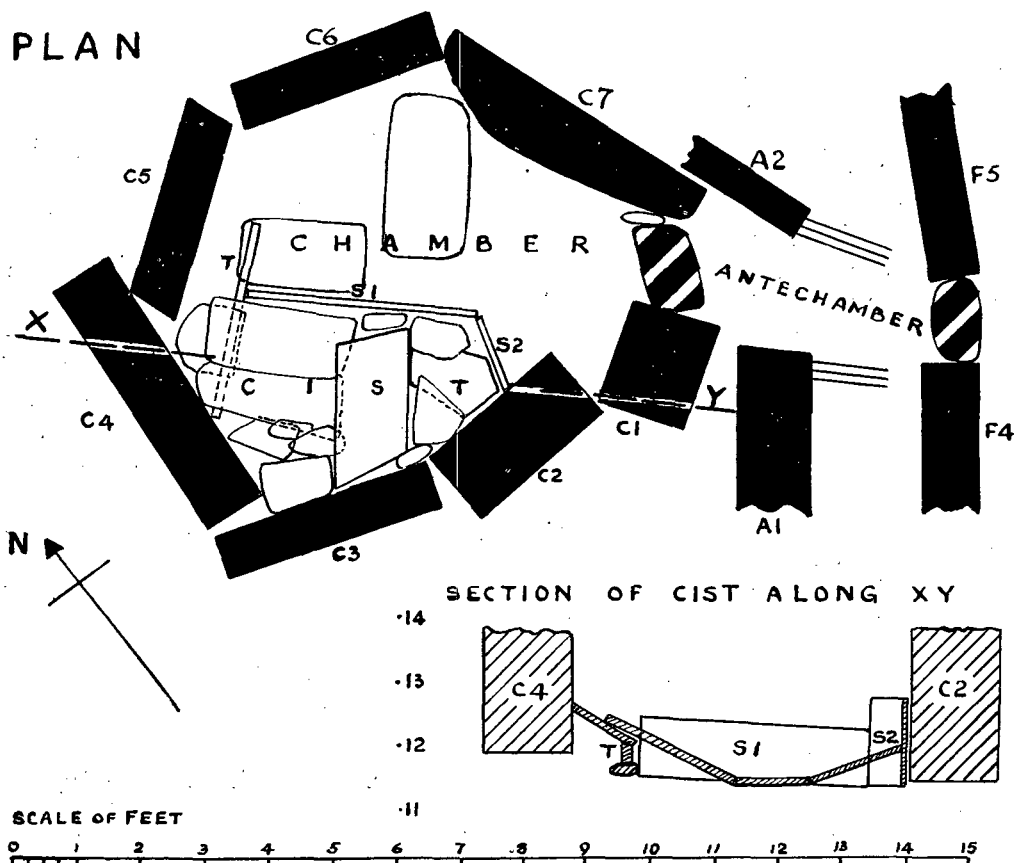 PLAN
C6
C7
C5
A2
F5
CHAMBER
T
S1
ANTECHAMBER
X
S2
CIST
Y
C4
C1
F4
C2
A1
C3
N
SECTION OF CIST ALONG XY
·14
·13
C4
C2
·12
T
S1
S2
·11
SCALE OF FEET
0 1 2 3 4 5 6 7 8 9 10 11 12 13 14 15